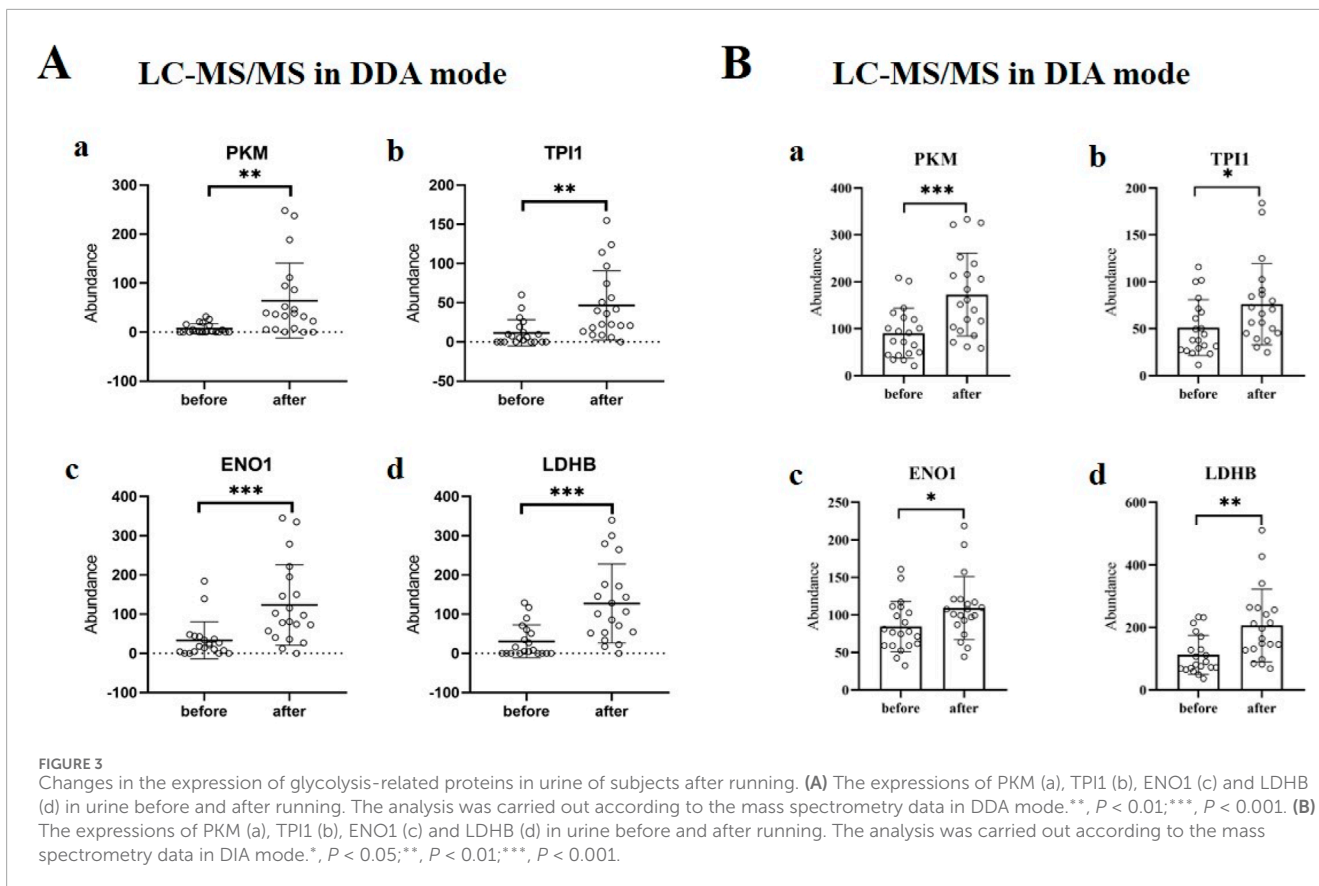 A LC-MS/MS in DDA mode
a
PKM
**
300
200
100
0
-100
Abundance
before after
b
TPI1
**
200
150
100
50
0
-50
Abundance
before after
c
ENO1
***
400
300
200
100
0
-100
Abundance
before after
d
LDHB
***
400
300
200
100
0
-100
Abundance
before after
B LC-MS/MS in DIA mode
a
PKM
***
400
300
200
100
0
Abundance
before after
b
TPI1
*
200
150
100
50
0
Abundance
before after
c
ENO1
*
250
200
150
100
50
0
Abundance
before after
d
LDHB
**
600
400
200
0
Abundance
before after
FIGURE 3
Changes in the expression of glycolysis-related proteins in urine of subjects after running. (A) The expressions of PKM (a), TPI1 (b), ENO1 (c) and LDHB
(d) in urine before and after running. The analysis was carried out according to the mass spectrometry data in DDA mode.**, P < 0.01;***, P < 0.001. (B)
The expressions of PKM (a), TPI1 (b), ENO1 (c) and LDHB (d) in urine before and after running. The analysis was carried out according to the mass
spectrometry data in DIA mode.*, P < 0.05;**, P < 0.01;***, P < 0.001.